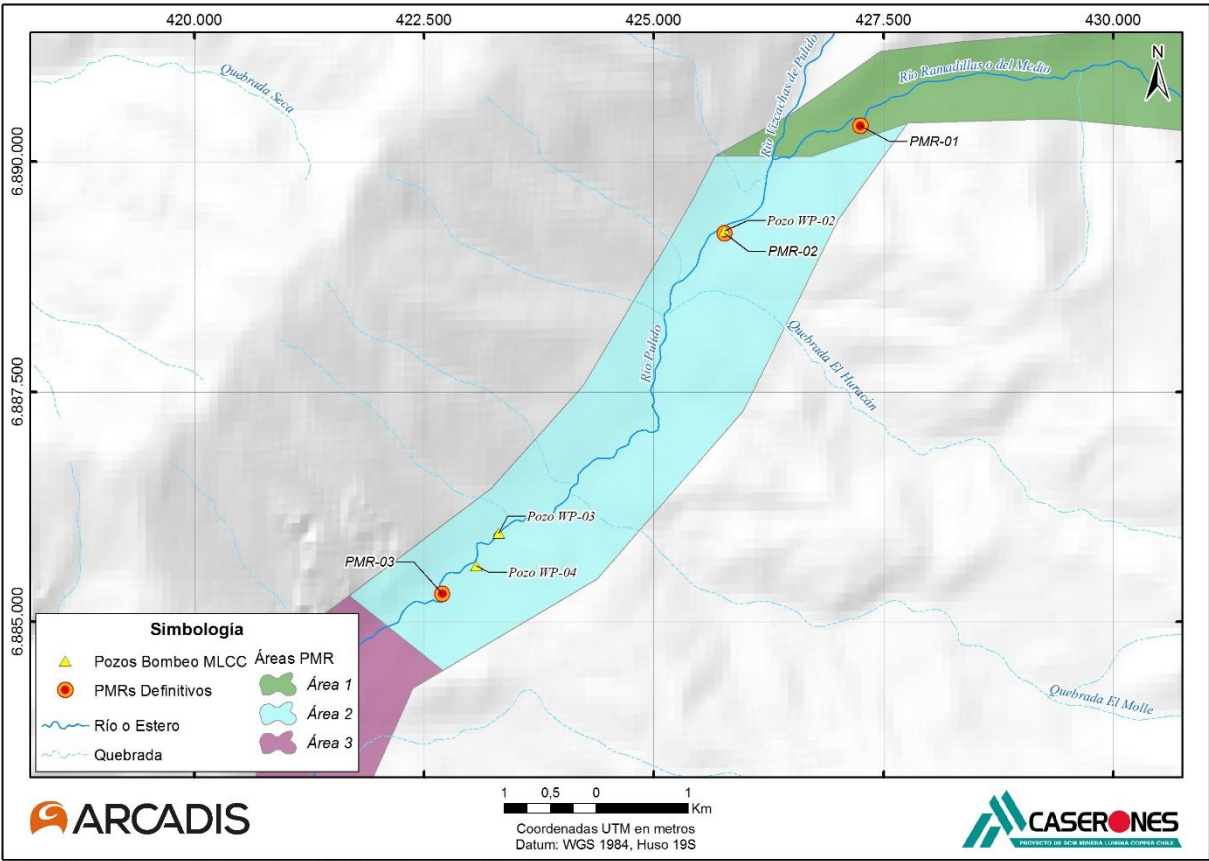 420.000
422.500
425.000
427.500
430.000
6.890.000
6.887.500
6.885.000
N
Quebrada Seca
Río Vizcachas de Pulido
Río Ramadillas o del Medio
PMR-01
Pozo WP-02
PMR-02
Río Pulido
Quebrada El Huracán
Pozo WP-03
PMR-03
Pozo WP-04
Quebrada El Molle
Simbología
Pozos Bombeo MLCC
PMRs Definitivos
Río o Estero
Quebrada
Áreas PMR
Área 1
Área 2
Área 3
ARCADIS
1 0,5 0 1
Km
Coordenadas UTM en metros
Datum: WGS 1984, Huso 19S
CASERONES
PROYECTO DE SCM MINERA LUMINA COPPER CHILE